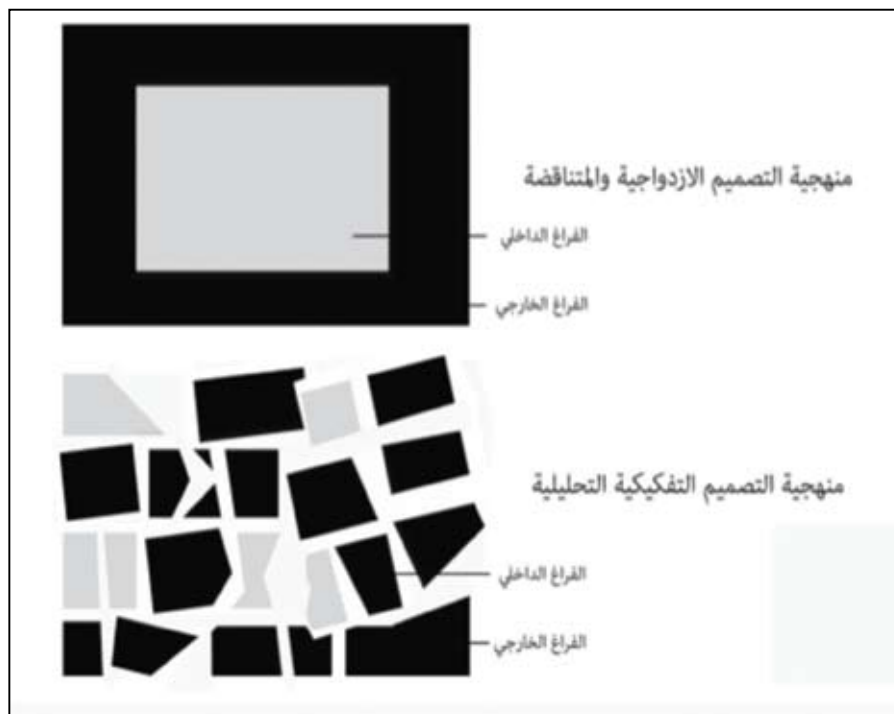 منهجية التصميم الازدواجية والمتناقضة
الفراغ الداخلي
الفراغ الخارجي
منهجية التصميم التفكيكية التحليلية
الفراغ الداخلي
الفراغ الخارجي